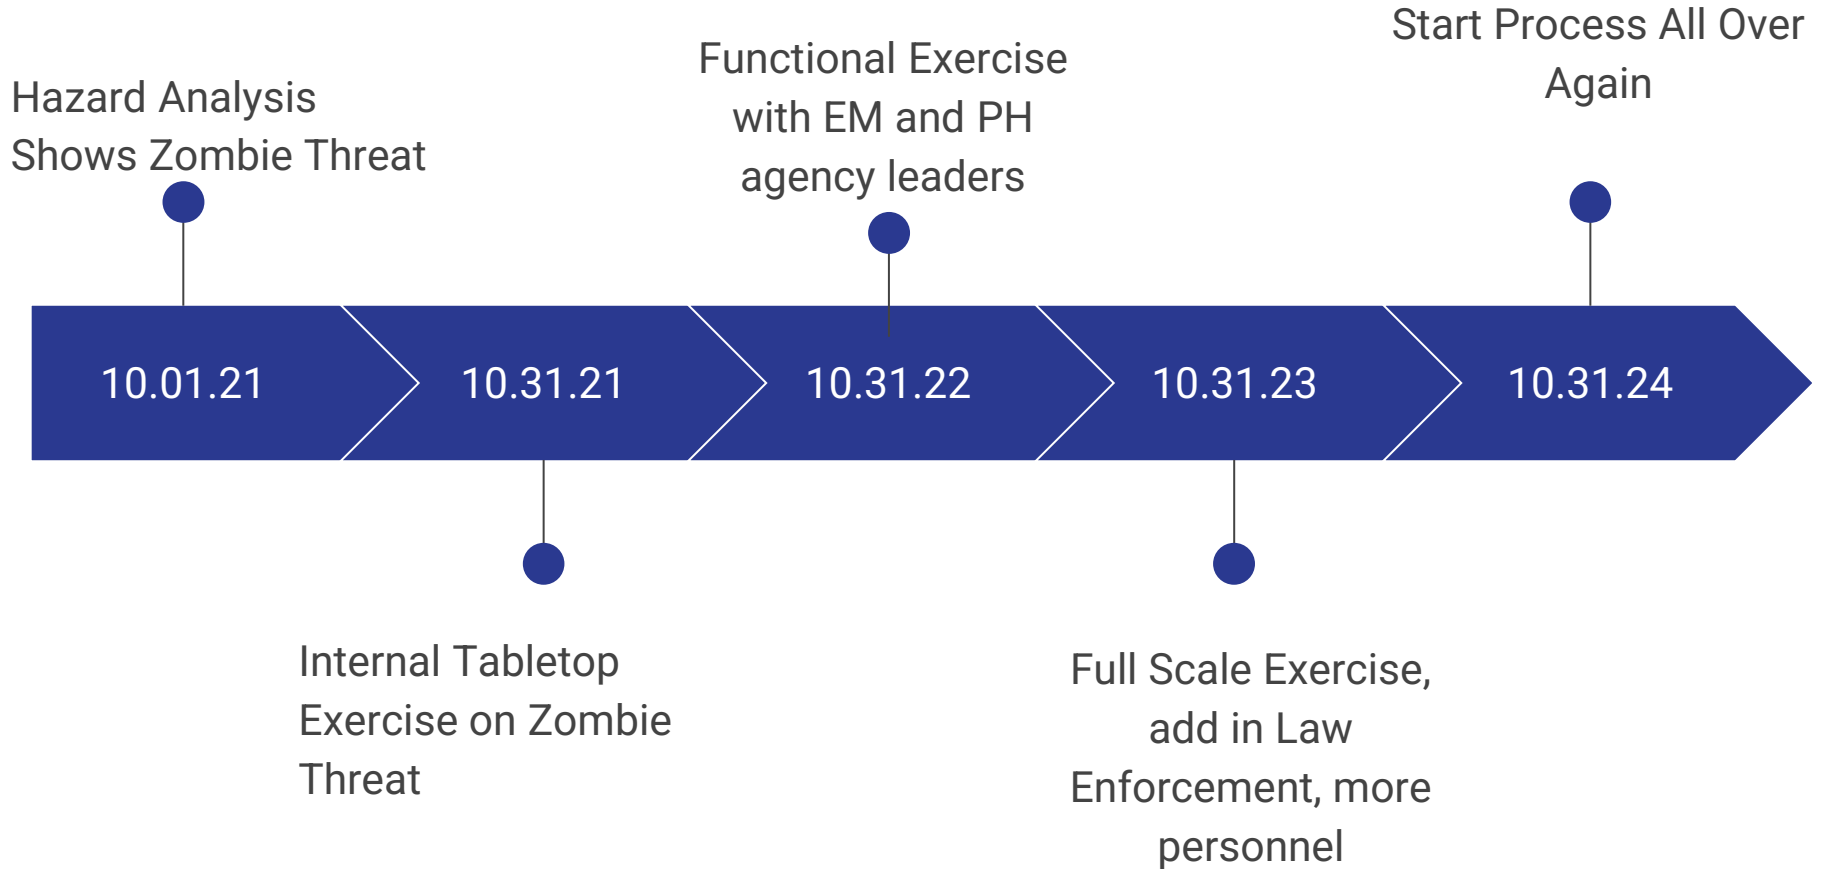 Start Process All Over
Again
Functional Exercise
with EM and PH
agency leaders
Hazard Analysis
Shows Zombie Threat
10.01.21
10.31.21
10.31.22
10.31.23
10.31.24
Internal Tabletop
Exercise on Zombie
Threat
Full Scale Exercise,
add in Law
Enforcement, more
personnel